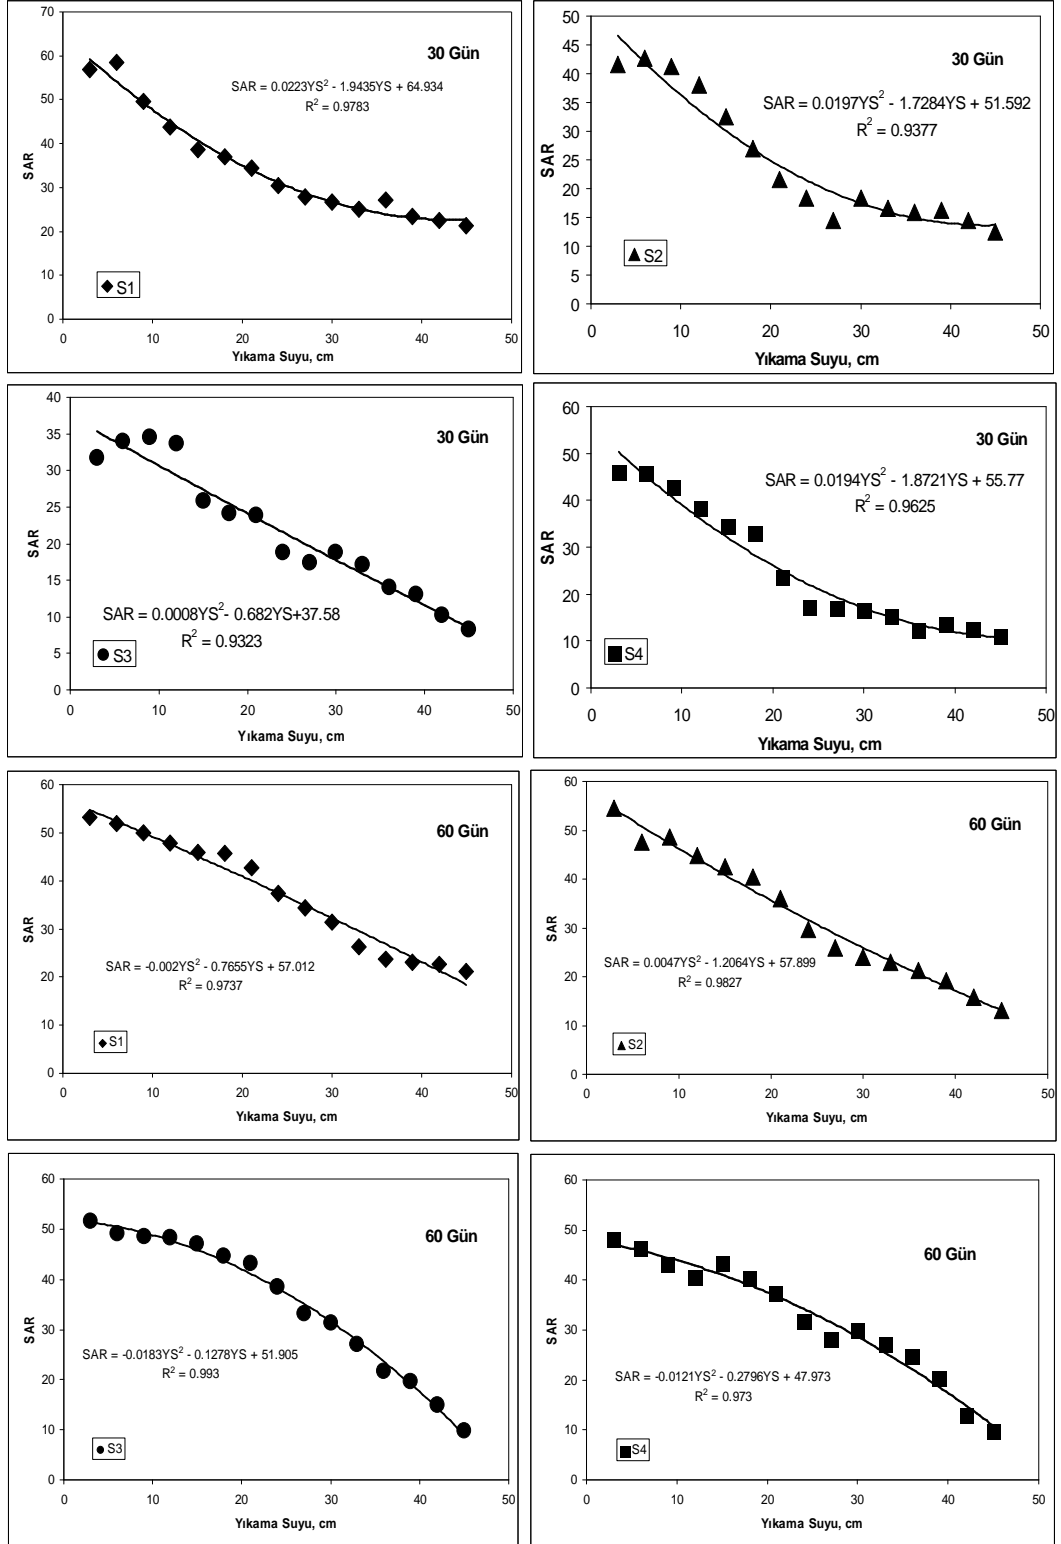 70
60
50
40
30
20
10
0
SAR
30 Gün
SAR = 0.0223YS² - 1.9435YS + 64.934
R² = 0.9783
S1
0 10 20 30 40 50
Yıkama Suyu, cm
50
45
40
35
30
25
20
15
10
5
0
SAR
30 Gün
SAR = 0.0197YS² - 1.7284YS + 51.592
R² = 0.9377
S2
0 10 20 30 40 50
Yıkama Suyu, cm
40
35
30
25
20
15
10
5
0
SAR
30 Gün
SAR = 0.0008YS²- 0.682YS+37.58
R² = 0.9323
S3
0 10 20 30 40 50
Yıkama Suyu, cm
60
50
40
30
20
10
0
SAR
30 Gün
SAR = 0.0194YS² - 1.8721YS + 55.77
R² = 0.9625
S4
0 10 20 30 40 50
Yıkama Suyu, cm
60
50
40
30
20
10
0
SAR
60 Gün
SAR = -0.002YS² - 0.7655YS + 57.012
R² = 0.9737
S1
0 10 20 30 40 50
Yıkama Suyu, cm
60
50
40
30
20
10
0
SAR
60 Gün
SAR = 0.0047YS² - 1.2064YS + 57.899
R² = 0.9827
S2
0 10 20 30 40 50
Yıkama Suyu, cm
60
50
40
30
20
10
0
SAR
60 Gün
SAR = -0.0183YS² - 0.1278YS + 51.905
R² = 0.993
S3
0 10 20 30 40 50
Yıkama Suyu, cm
60
50
40
30
20
10
0
SAR
60 Gün
SAR = -0.0121YS² - 0.2796YS + 47.973
R² = 0.973
S4
0 10 20 30 40 50
Yıkama Suyu, cm